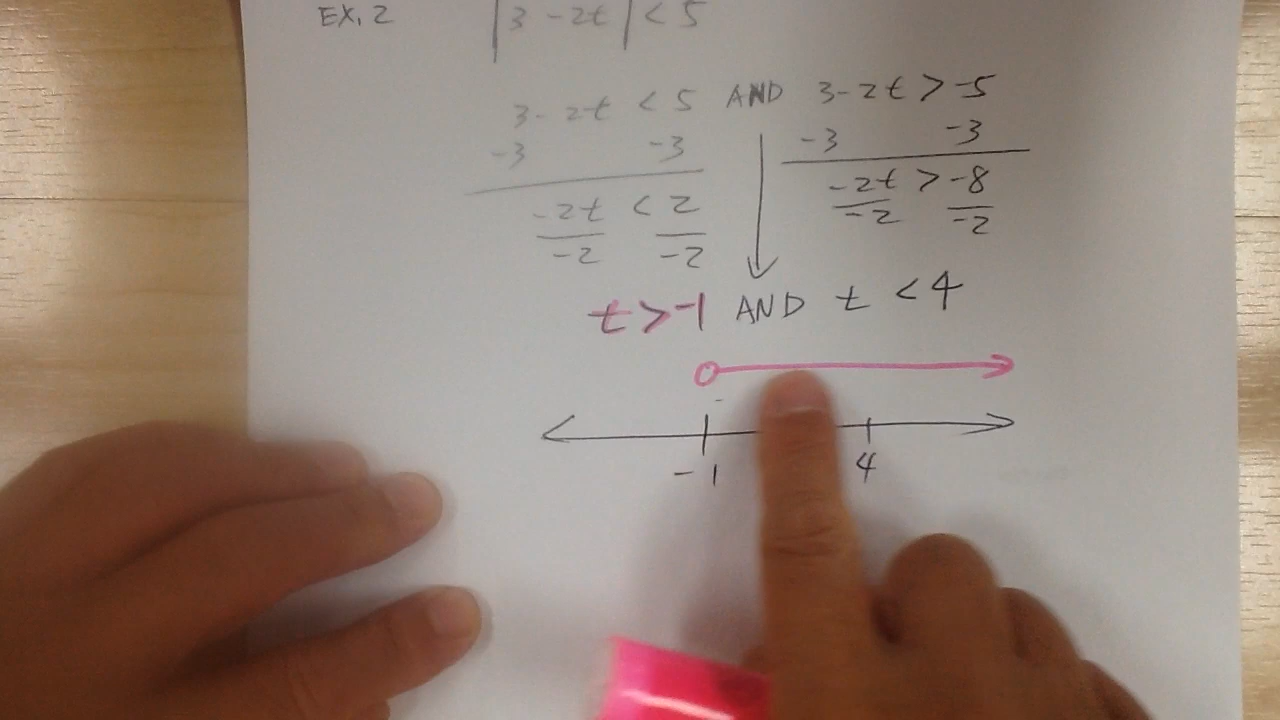 EX. 2 |3 - 2t| < 5
3 - 2t < 5 AND 3 - 2t > -5
-3 -3 -3 -3
-2t < 2 -2t > -8
-2 -2 -2 -2
t > -1 AND t < 4
-1 4